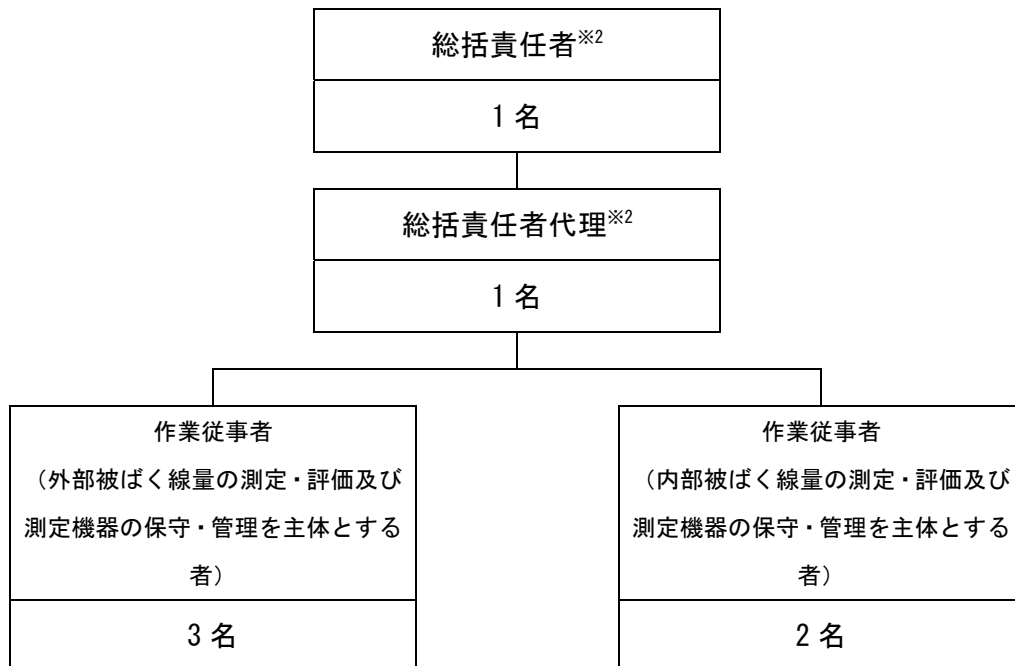 総括責任者※2
1 名
総括責任者代理※2
1 名
作業従事者
（外部被ばく線量の測定・評価及び
測定機器の保守・管理を主体とする
者）
3 名
作業従事者
（内部被ばく線量の測定・評価及び
測定機器の保守・管理を主体とする
者）
2 名